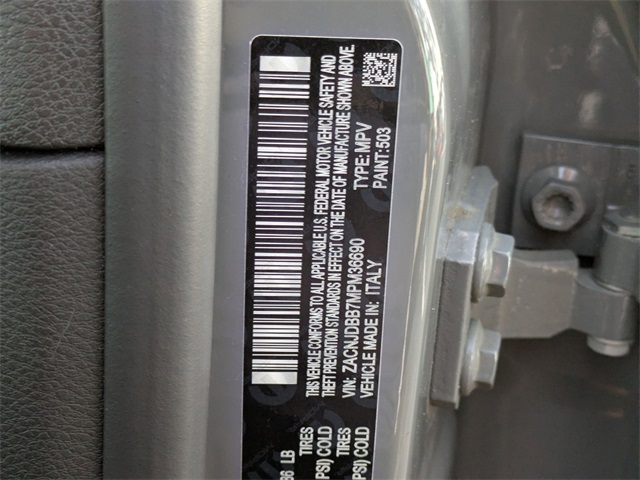 36 LB
TIRES
(PSI) COLD
TIRES
(PSI) COLD
THIS VEHICLE CONFORMS TO ALL APPLICABLE U.S. FEDERAL MOTOR VEHICLE SAFETY AND
THEFT PREVENTION STANDARDS IN EFFECT ON THE DATE OF MANUFACTURE SHOWN ABOVE.
VIN: ZACNJDBB7MPM36690 TYPE: MPV
VEHICLE MADE IN: ITALY PAINT: 503